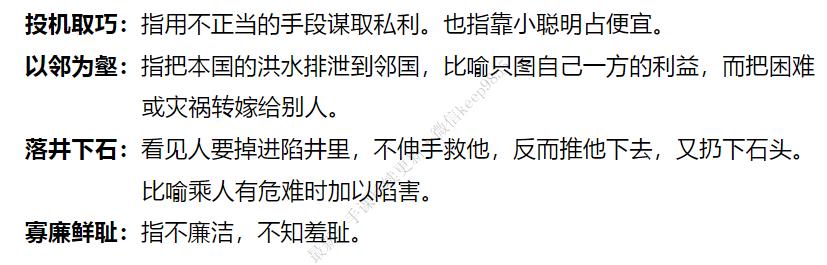 投机取巧：指用不正当的手段谋取私利。也指靠小聪明占便宜。
以邻为壑：指把本国的洪水排泄到邻国，比喻只图自己一方的利益，而把困难
或灾祸转嫁给别人。
落井下石：看见人要掉进陷井里，不伸手救他，反而推他下去，又扔下石头。
比喻乘人有危难时加以陷害。
寡廉鲜耻：指不廉洁，不知羞耻。